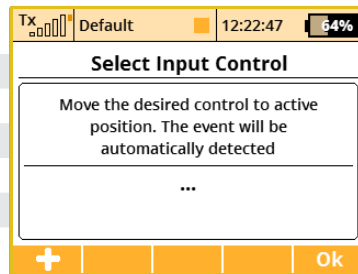 Tx Default 12:22:47 64%
Select Input Control
Move the desired control to active
position. The event will be
automatically detected
...
+ Ok